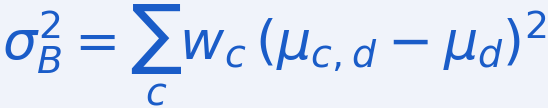 σ_B^2 = ∑_c w_c (μ_{c,d} − μ_d)^2